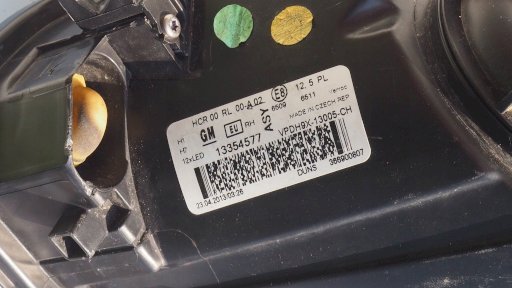 HCR 00 RL 00-A 02 E8 12.5 PL
H1 GM EU RH ASY 6609 6611
H7 MADE IN CZECH REP
12xLED 13354577 VPDH9X-13005-CH
23.04.2013/03:26 DUNS 366900807